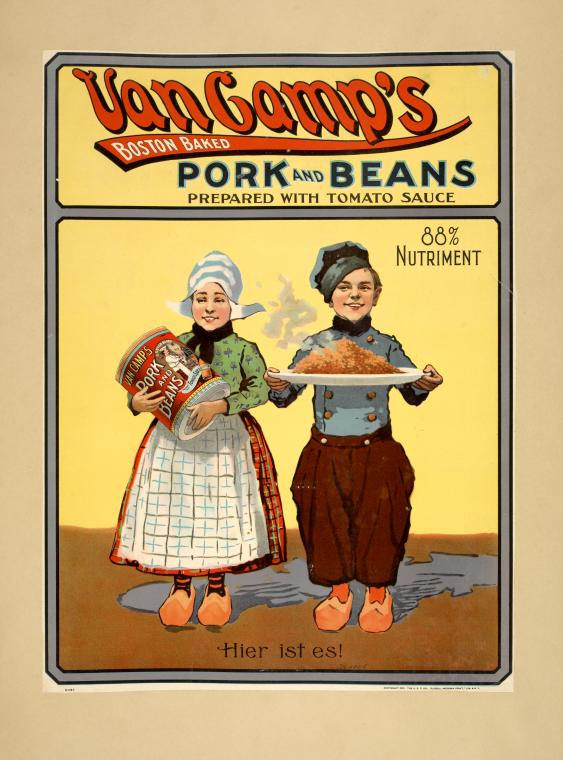 Van Camp's
BOSTON BAKED
PORK AND BEANS
PREPARED WITH TOMATO SAUCE
88%
NUTRIMENT
VAN CAMP'S
PORK
AND
BEANS
Hier ist es!